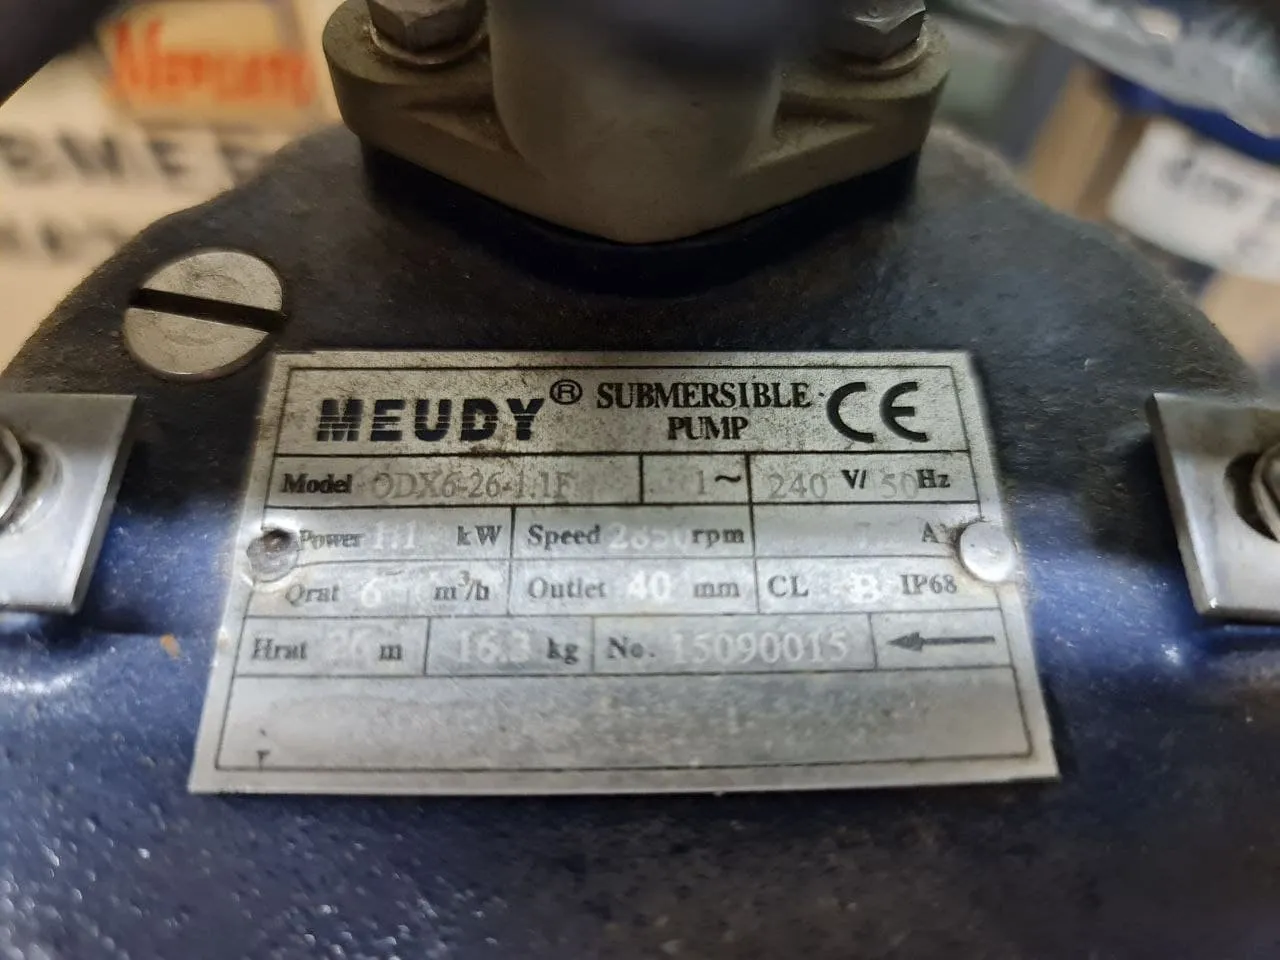 MEUDY® SUBMERSIBLE PUMP CE
Model ODX6-26-1.1F 1~ 240 V/ 50 Hz
Power 1.1 kW Speed 2850 rpm A
Qrat 6 m³/h Outlet 40 mm CL B IP68
Hrat 26 m 16.3 kg No. 15090015